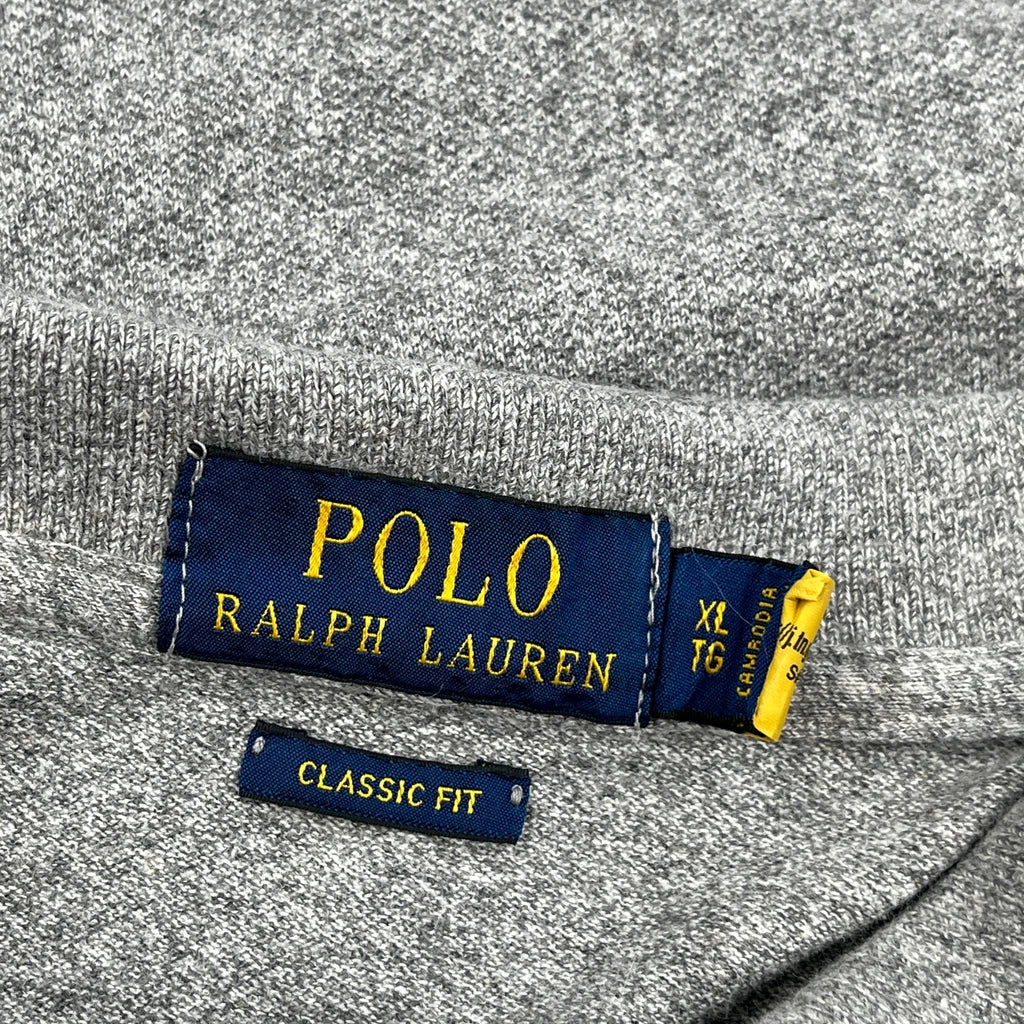 POLO
RALPH LAUREN
XL
TG
CAMBODIA
CLASSIC FIT